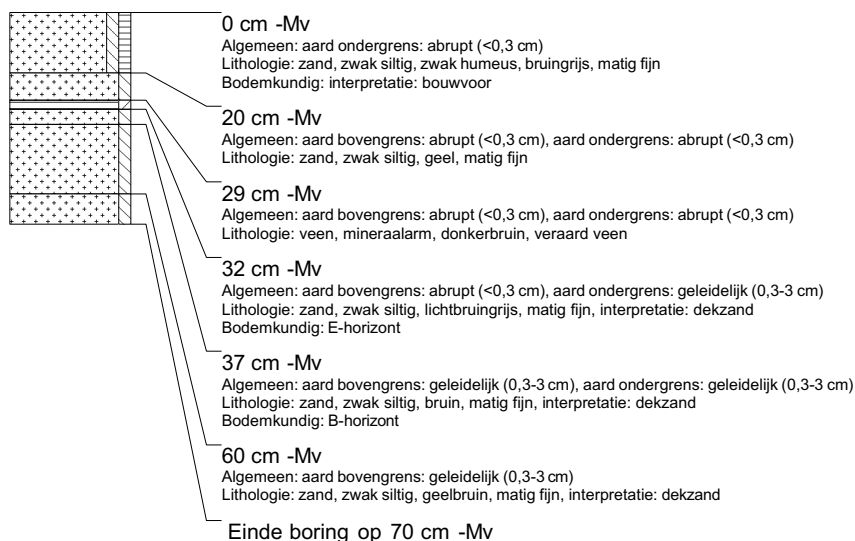 0 cm -Mv
Algemeen: aard ondergrens: abrupt (<0,3 cm)
Lithologie: zand, zwak siltig, zwak humeus, bruingrijs, matig fijn
Bodemkundig: interpretatie: bouwvoor
20 cm -Mv
Algemeen: aard bovengrens: abrupt (<0,3 cm), aard ondergrens: abrupt (<0,3 cm)
Lithologie: zand, zwak siltig, geel, matig fijn
29 cm -Mv
Algemeen: aard bovengrens: abrupt (<0,3 cm), aard ondergrens: abrupt (<0,3 cm)
Lithologie: veen, mineraalarm, donkerbruin, veraard veen
32 cm -Mv
Algemeen: aard bovengrens: abrupt (<0,3 cm), aard ondergrens: geleidelijk (0,3-3 cm)
Lithologie: zand, zwak siltig, lichtbruingrijs, matig fijn, interpretatie: dekzand
Bodemkundig: E-horizont
37 cm -Mv
Algemeen: aard bovengrens: geleidelijk (0,3-3 cm), aard ondergrens: geleidelijk (0,3-3 cm)
Lithologie: zand, zwak siltig, bruin, matig fijn, interpretatie: dekzand
Bodemkundig: B-horizont
60 cm -Mv
Algemeen: aard bovengrens: geleidelijk (0,3-3 cm)
Lithologie: zand, zwak siltig, geelbruin, matig fijn, interpretatie: dekzand
Einde boring op 70 cm -Mv